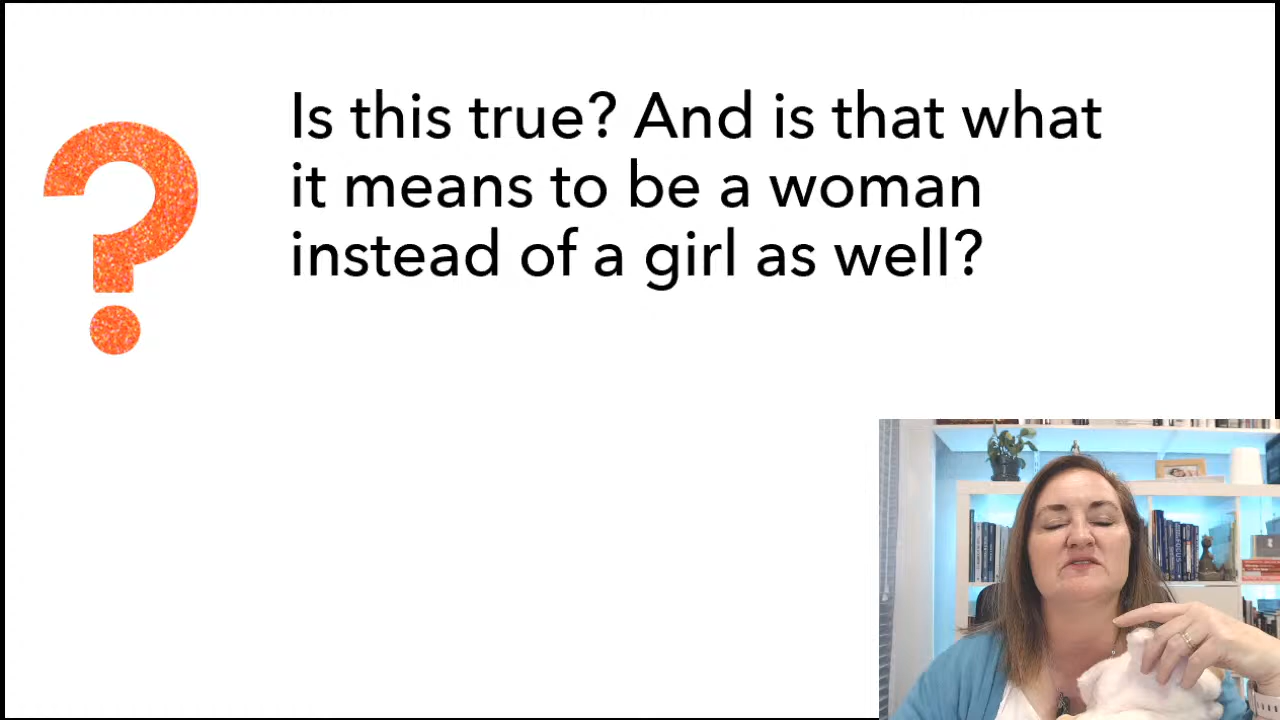 Is this true? And is that what
it means to be a woman
instead of a girl as well?